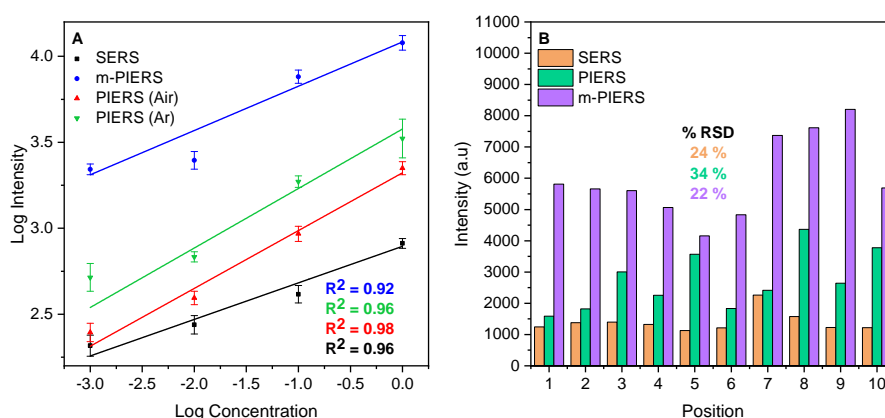 A
SERS
m-PIERS
PIERS (Air)
PIERS (Ar)
R² = 0.92
R² = 0.96
R² = 0.98
R² = 0.96
4.0
3.5
3.0
2.5
Log Intensity
-3.0 -2.5 -2.0 -1.5 -1.0 -0.5 0.0
Log Concentration
B
SERS
PIERS
m-PIERS
% RSD
24 %
34 %
22 %
11000
10000
9000
8000
7000
6000
5000
4000
3000
2000
1000
0
Intensity (a.u)
1 2 3 4 5 6 7 8 9 10
Position